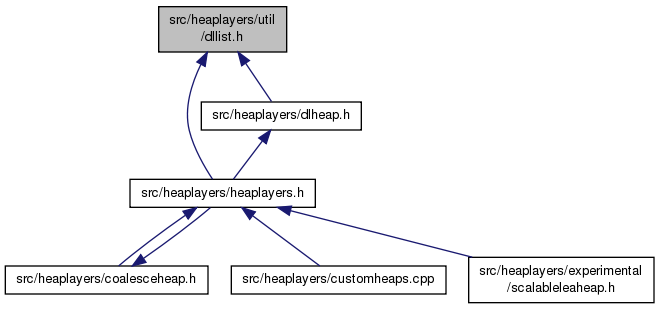 src/heaplayers/util
/dllist.h
src/heaplayers/dlheap.h
src/heaplayers/heaplayers.h
src/heaplayers/coalesceheap.h
src/heaplayers/customheaps.cpp
src/heaplayers/experimental
/scalableleaheap.h